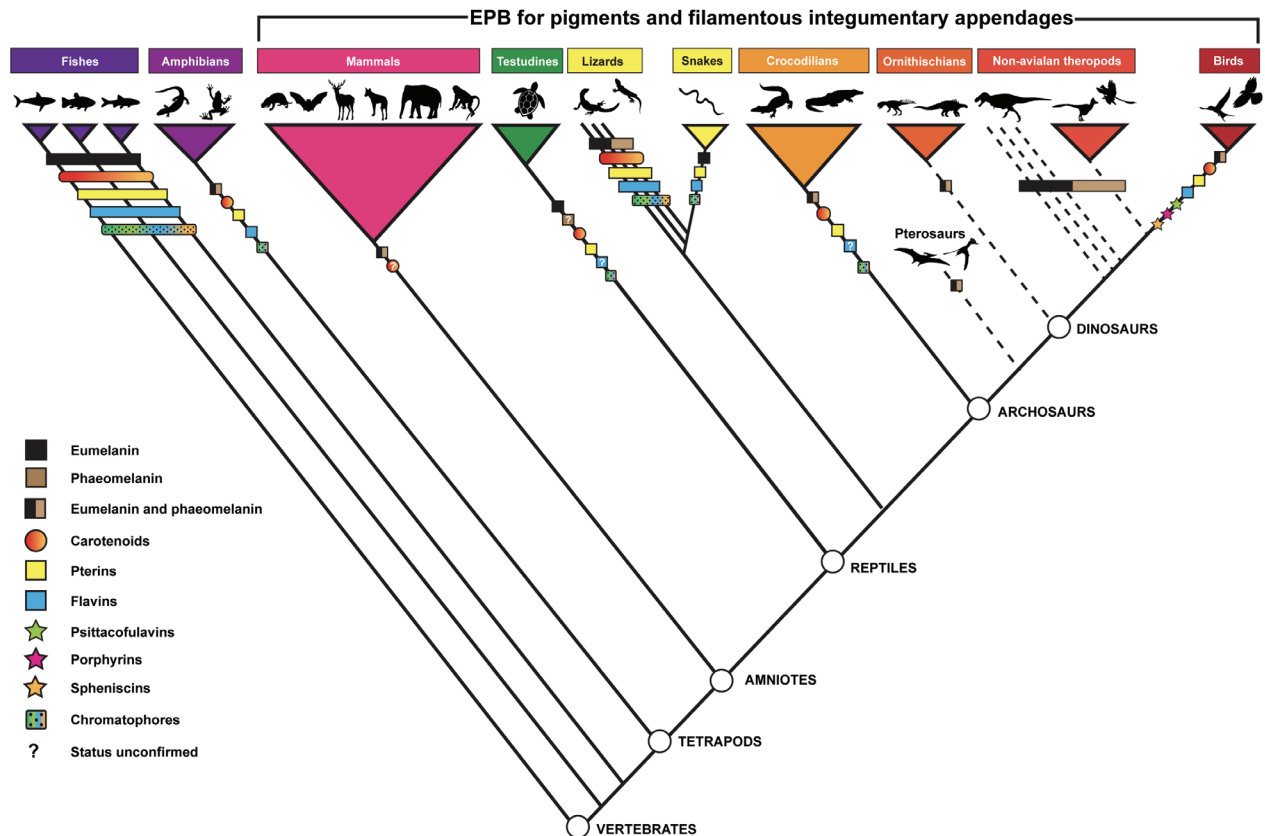 EPB for pigments and filamentous integumentary appendages
Fishes
Amphibians
Mammals
Testudines
Lizards
Snakes
Crocodilians
Ornithischians
Non-avialan theropods
Birds
?
?
?
?
Pterosaurs
DINOSAURS
ARCHOSAURS
REPTILES
AMNIOTES
TETRAPODS
VERTEBRATES
Eumelanin
Phaeomelanin
Eumelanin and phaeomelanin
Carotenoids
Pterins
Flavins
Psittacofulavins
Porphyrins
Spheniscins
Chromatophores
? Status unconfirmed